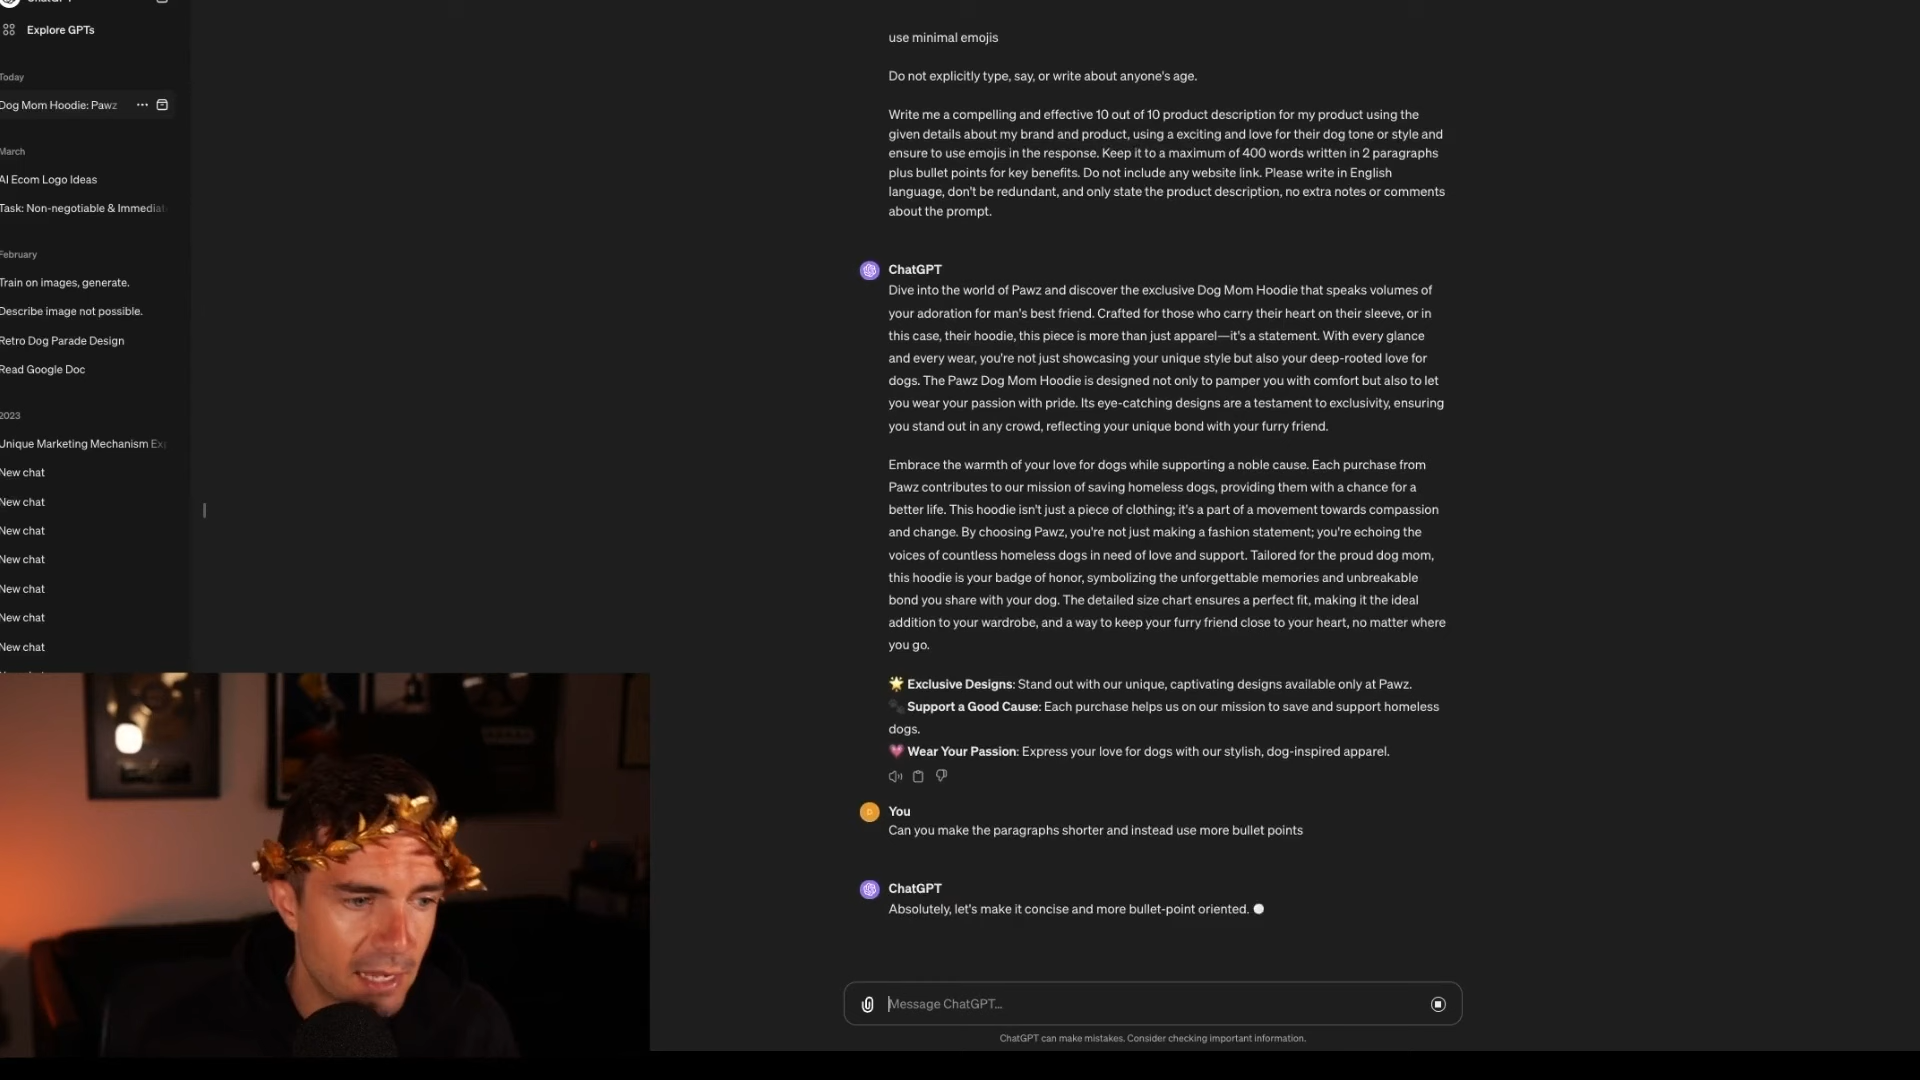 Explore GPTs
Today
Dog Mom Hoodie: Pawz
March
AI Ecom Logo Ideas
Task: Non-negotiable & Immediat
February
Train on images, generate.
Describe image not possible.
Retro Dog Parade Design
Read Google Doc
2023
Unique Marketing Mechanism Ex
New chat
New chat
New chat
New chat
New chat
New chat
New chat
use minimal emojis
Do not explicitly type, say, or write about anyone's age.
Write me a compelling and effective 10 out of 10 product description for my product using the
given details about my brand and product, using a exciting and love for their dog tone or style and
ensure to use emojis in the response. Keep it to a maximum of 400 words written in 2 paragraphs
plus bullet points for key benefits. Do not include any website link. Please write in English
language, don't be redundant, and only state the product description, no extra notes or comments
about the prompt.
ChatGPT
Dive into the world of Pawz and discover the exclusive Dog Mom Hoodie that speaks volumes of
your adoration for man's best friend. Crafted for those who carry their heart on their sleeve, or in
this case, their hoodie, this piece is more than just apparel—it's a statement. With every glance
and every wear, you're not just showcasing your unique style but also your deep-rooted love for
dogs. The Pawz Dog Mom Hoodie is designed not only to pamper you with comfort but also to let
you wear your passion with pride. Its eye-catching designs are a testament to exclusivity, ensuring
you stand out in any crowd, reflecting your unique bond with your furry friend.
Embrace the warmth of your love for dogs while supporting a noble cause. Each purchase from
Pawz contributes to our mission of saving homeless dogs, providing them with a chance for a
better life. This hoodie isn't just a piece of clothing; it's a part of a movement towards compassion
and change. By choosing Pawz, you're not just making a fashion statement; you're echoing the
voices of countless homeless dogs in need of love and support. Tailored for the proud dog mom,
this hoodie is your badge of honor, symbolizing the unforgettable memories and unbreakable
bond you share with your dog. The detailed size chart ensures a perfect fit, making it the ideal
addition to your wardrobe, and a way to keep your furry friend close to your heart, no matter where
you go.
🌟 Exclusive Designs: Stand out with our unique, captivating designs available only at Pawz.
🐾 Support a Good Cause: Each purchase helps us on our mission to save and support homeless
dogs.
💗 Wear Your Passion: Express your love for dogs with our stylish, dog-inspired apparel.
You
Can you make the paragraphs shorter and instead use more bullet points
ChatGPT
Absolutely, let's make it concise and more bullet-point oriented.
Message ChatGPT...
ChatGPT can make mistakes. Consider checking important information.